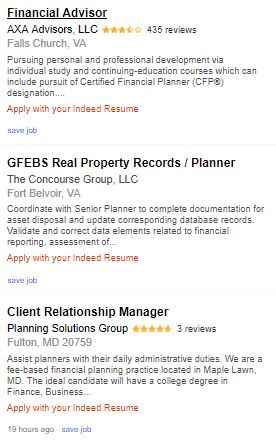 Financial Advisor
AXA Advisors, LLC 435 reviews
Falls Church, VA
Pursuing personal and professional development via
individual study and continuing-education courses which can
include pursuit of Certified Financial Planner (CFP®)
designation....
Apply with your Indeed Resume
save job
GFEBS Real Property Records / Planner
The Concourse Group, LLC
Fort Belvoir, VA
Coordinate with Senior Planner to complete documentation for
asset disposal and update corresponding database records.
Validate and correct data elements related to financial
reporting, assessment of...
Apply with your Indeed Resume
save job
Client Relationship Manager
Planning Solutions Group 3 reviews
Fulton, MD 20759
Assist planners with their daily administrative duties. We are a
fee-based financial planning practice located in Maple Lawn,
MD. The ideal candidate will have a college degree in
Finance, Business...
Apply with your Indeed Resume
19 hours ago save job